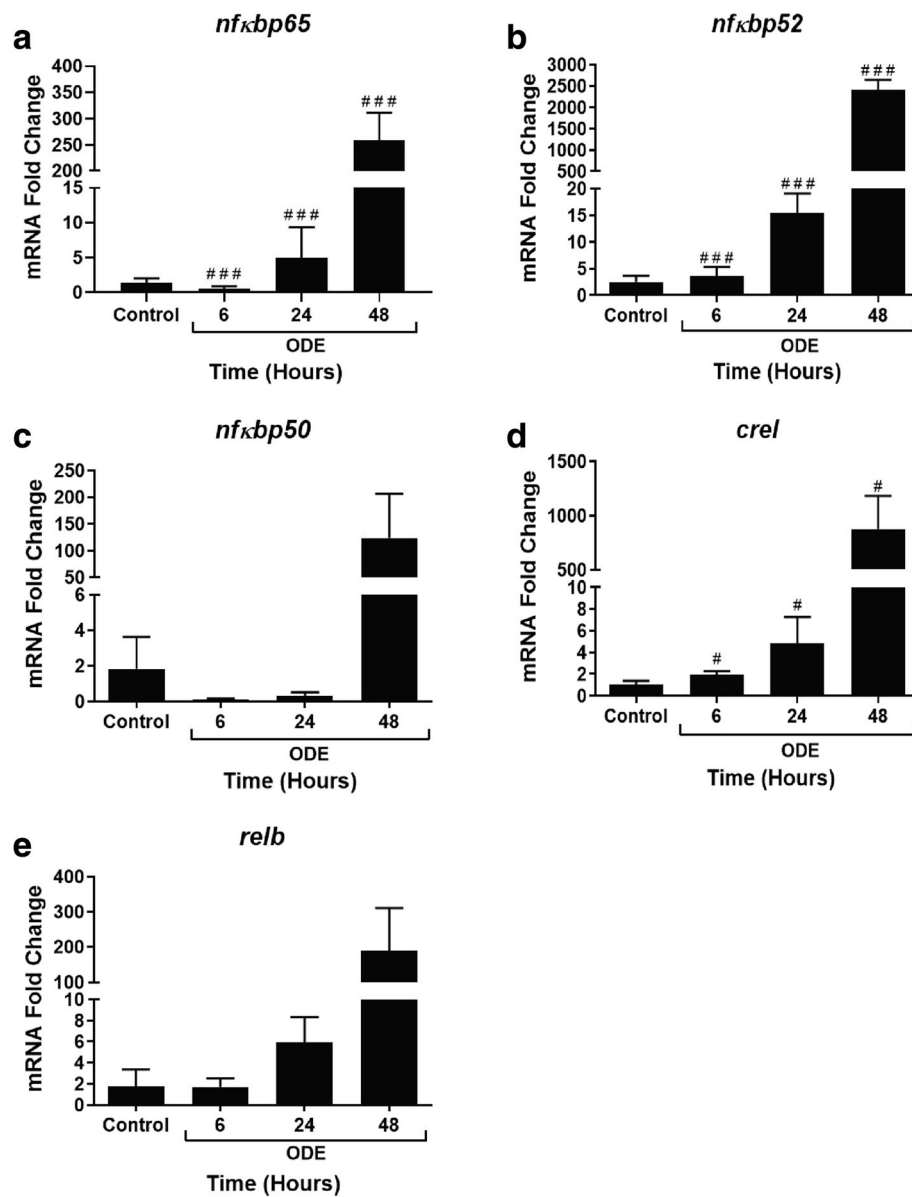 a
nfκbp65
mRNA Fold Change
400
350
300
250
200
15
10
5
0
###
###
###
Control
6
24
48
ODE
Time (Hours)
b
nfκbp52
mRNA Fold Change
3000
2500
2000
1500
1000
500
20
15
10
5
0
###
###
###
Control
6
24
48
ODE
Time (Hours)
c
nfκbp50
mRNA Fold Change
250
200
150
100
50
6
4
2
0
Control
6
24
48
ODE
Time (Hours)
d
crel
mRNA Fold Change
1500
1000
500
10
8
6
4
2
0
#
#
#
Control
6
24
48
ODE
Time (Hours)
e
relb
mRNA Fold Change
400
300
200
100
10
8
6
4
2
0
Control
6
24
48
ODE
Time (Hours)